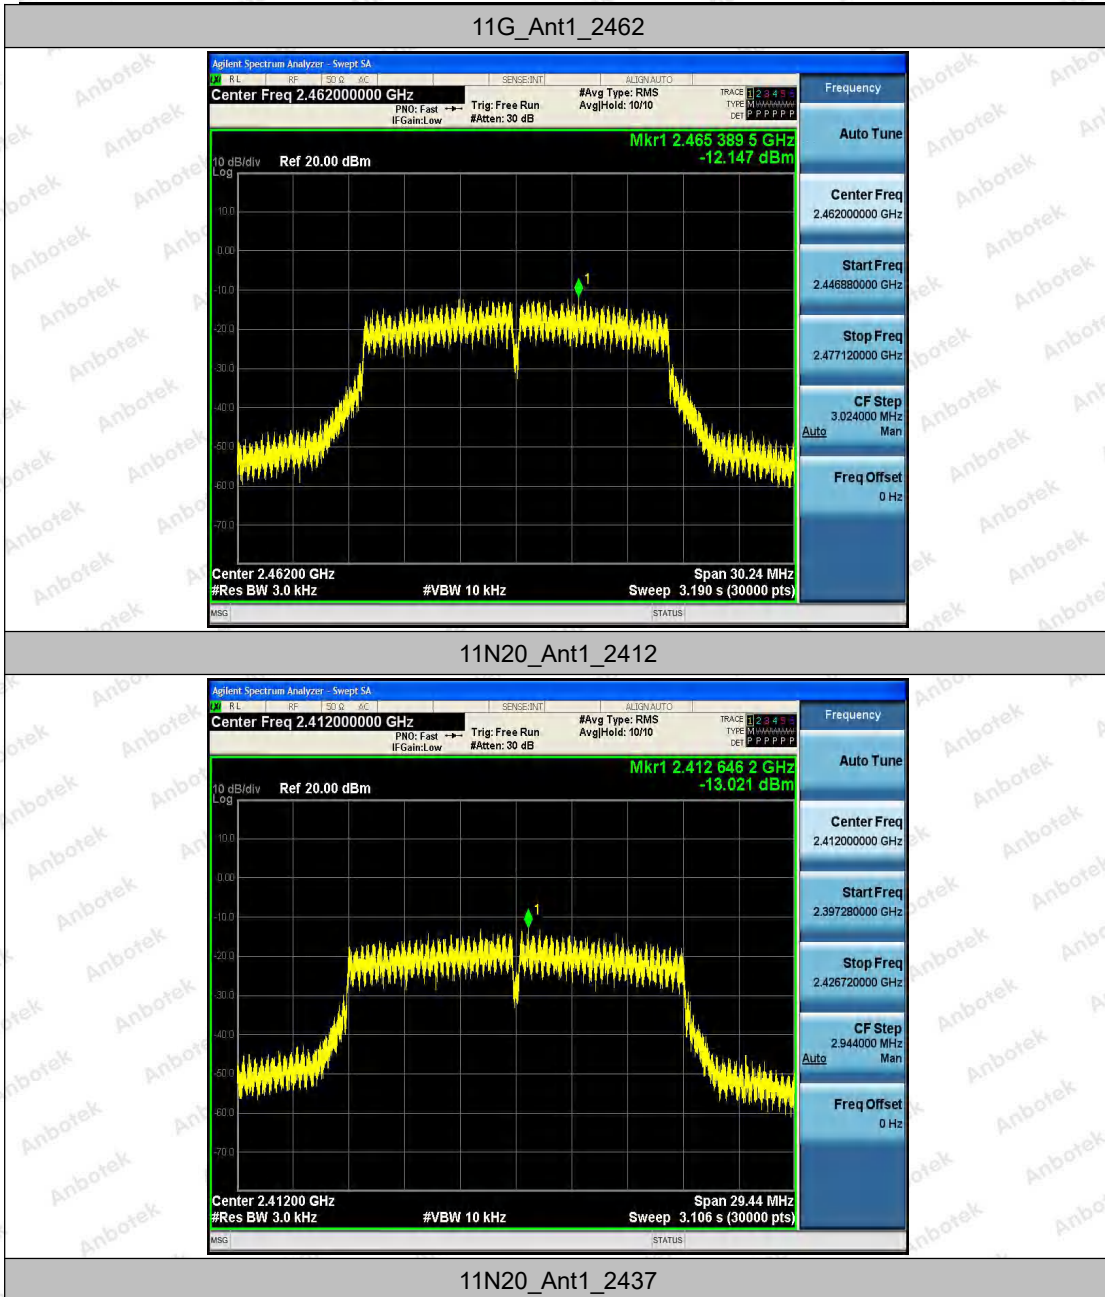 11G_Ant1_2462
Agilent Spectrum Analyzer - Swept SA
RL RF 50 Ω AC SENSE:INT ALIGNAUTO
Center Freq 2.462000000 GHz
PNO: Fast
IFGain:Low
Trig: Free Run
#Atten: 30 dB
#Avg Type: RMS
Avg|Hold: 10/10
TRACE 1 2 3 4 5 6
TYPE M
DET P P P P P P
Mkr1 2.465 389 5 GHz
-12.147 dBm
10 dB/div Ref 20.00 dBm
Log
10.0
0.00
-10.0
-20.0
-30.0
-40.0
-50.0
-60.0
-70.0
1
Center 2.46200 GHz Span 30.24 MHz
#Res BW 3.0 kHz #VBW 10 kHz Sweep 3.190 s (30000 pts)
MSG STATUS
Frequency
Auto Tune
Center Freq
2.462000000 GHz
Start Freq
2.446880000 GHz
Stop Freq
2.477120000 GHz
CF Step
3.024000 MHz
Auto Man
Freq Offset
0 Hz
11N20_Ant1_2412
Agilent Spectrum Analyzer - Swept SA
RL RF 50 Ω AC SENSE:INT ALIGNAUTO
Center Freq 2.412000000 GHz
PNO: Fast
IFGain:Low
Trig: Free Run
#Atten: 30 dB
#Avg Type: RMS
Avg|Hold: 10/10
TRACE 1 2 3 4 5 6
TYPE M
DET P P P P P P
Mkr1 2.412 646 2 GHz
-13.021 dBm
10 dB/div Ref 20.00 dBm
Log
10.0
0.00
-10.0
-20.0
-30.0
-40.0
-50.0
-60.0
-70.0
1
Center 2.41200 GHz Span 29.44 MHz
#Res BW 3.0 kHz #VBW 10 kHz Sweep 3.106 s (30000 pts)
MSG STATUS
Frequency
Auto Tune
Center Freq
2.412000000 GHz
Start Freq
2.397280000 GHz
Stop Freq
2.426720000 GHz
CF Step
2.944000 MHz
Auto Man
Freq Offset
0 Hz
11N20_Ant1_2437
Anbotek